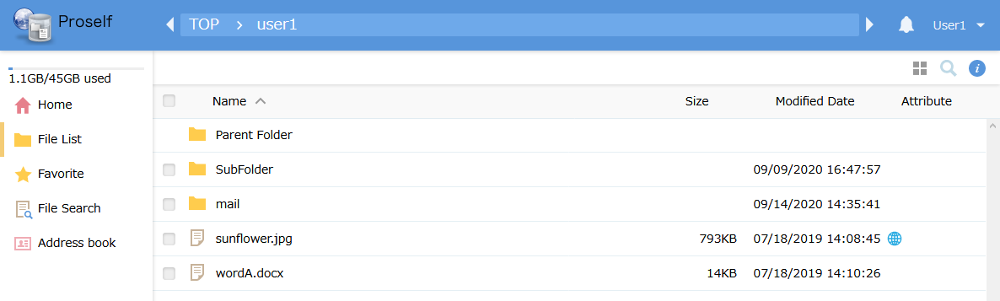 Proself
TOP > user1
User1
1.1GB/45GB used
Home
File List
Favorite
File Search
Address book
Name Size Modified Date Attribute
Parent Folder
SubFolder 09/09/2020 16:47:57
mail 09/14/2020 14:35:41
sunflower.jpg 793KB 07/18/2019 14:08:45
wordA.docx 14KB 07/18/2019 14:10:26